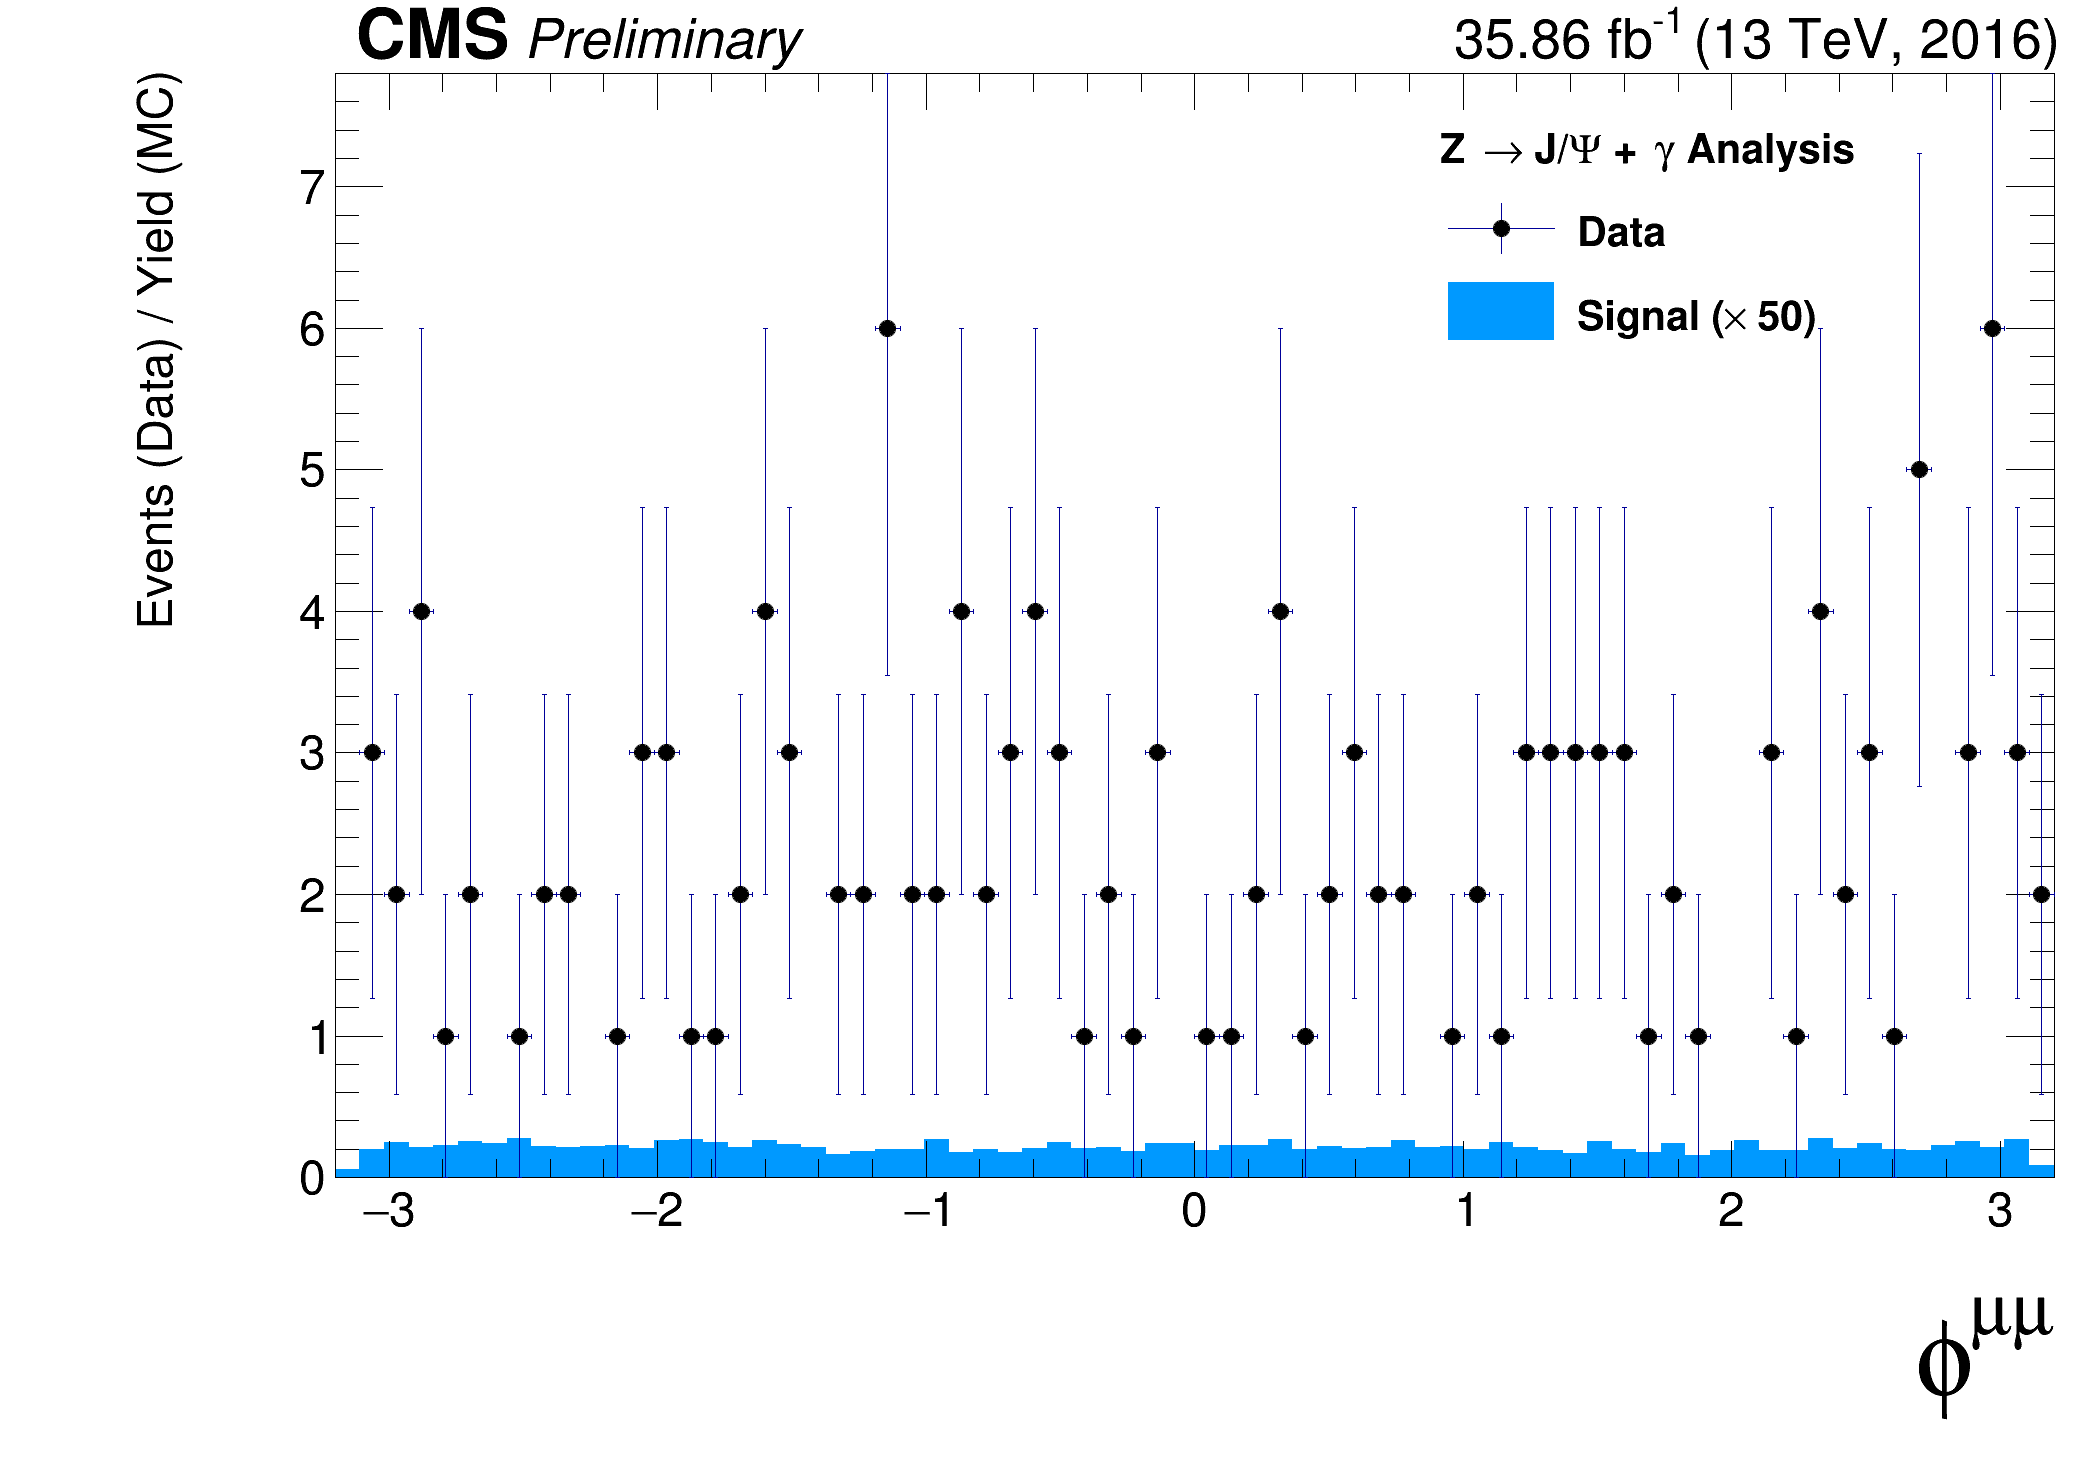 CMS Preliminary
35.86 fb⁻¹ (13 TeV, 2016)
Events (Data) / Yield (MC)
Z → J/Ψ + γ Analysis
Data
Signal (× 50)
7
6
5
4
3
2
1
0
−3 −2 −1 0 1 2 3
ϕ^μμ